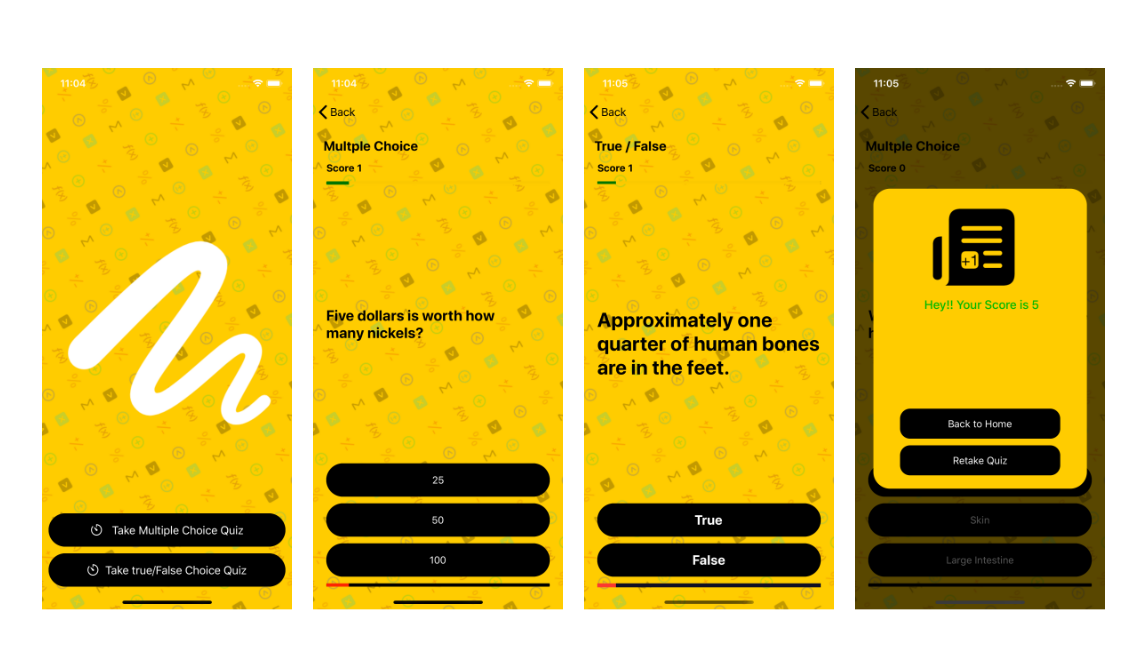 11:04
Take Multiple Choice Quiz
Take true/False Choice Quiz
11:04
Back
Multple Choice
Score 1
Five dollars is worth how
many nickels?
25
50
100
11:05
Back
True / False
Score 1
Approximately one
quarter of human bones
are in the feet.
True
False
11:05
Back
Multple Choice
Score 0
+1
Hey!! Your Score is 5
Back to Home
Retake Quiz
Skin
Large Intestine